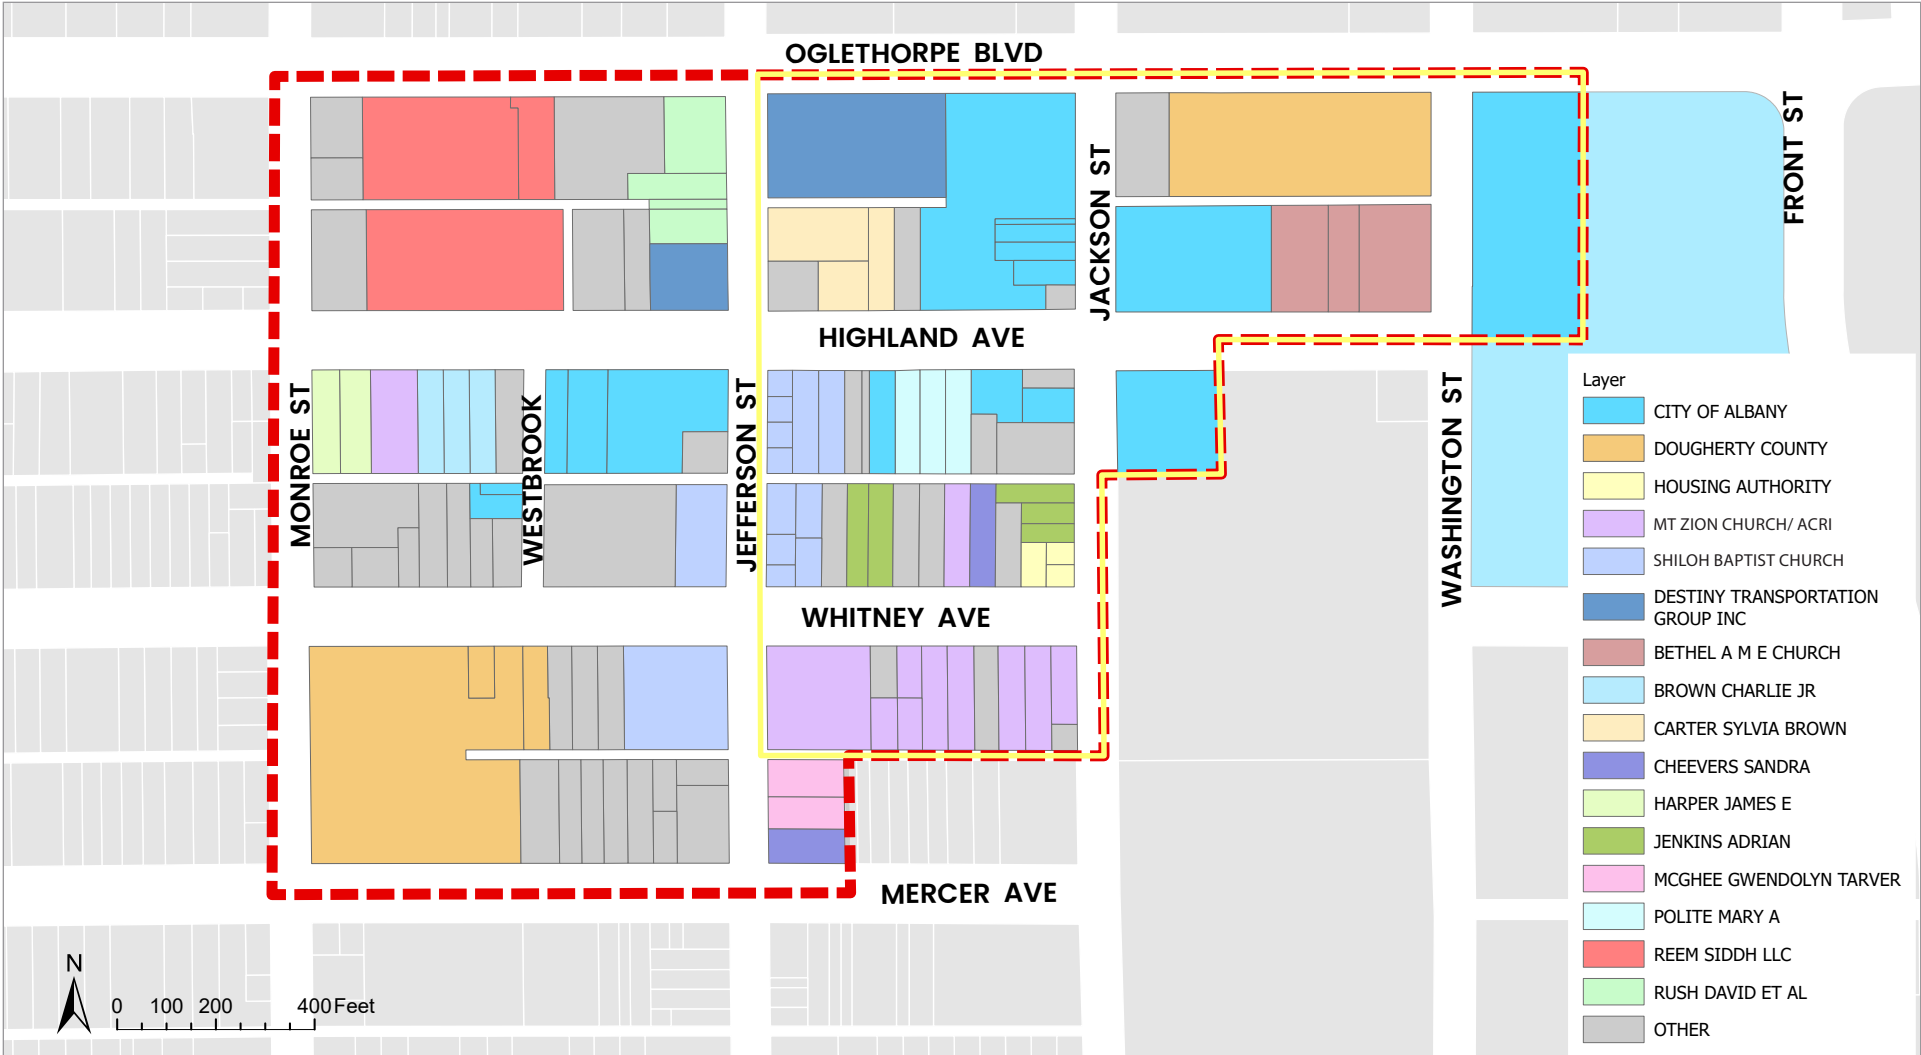 OGLETHORPE BLVD
FRONT ST
JACKSON ST
HIGHLAND AVE
MONROE ST
WESTBROOK
JEFFERSON ST
WASHINGTON ST
WHITNEY AVE
MERCER AVE
N
0 100 200 400 Feet
Layer
CITY OF ALBANY
DOUGHERTY COUNTY
HOUSING AUTHORITY
MT ZION CHURCH/ ACRI
SHILOH BAPTIST CHURCH
DESTINY TRANSPORTATION
GROUP INC
BETHEL A M E CHURCH
BROWN CHARLIE JR
CARTER SYLVIA BROWN
CHEEVERS SANDRA
HARPER JAMES E
JENKINS ADRIAN
MCGHEE GWENDOLYN TARVER
POLITE MARY A
REEM SIDDH LLC
RUSH DAVID ET AL
OTHER